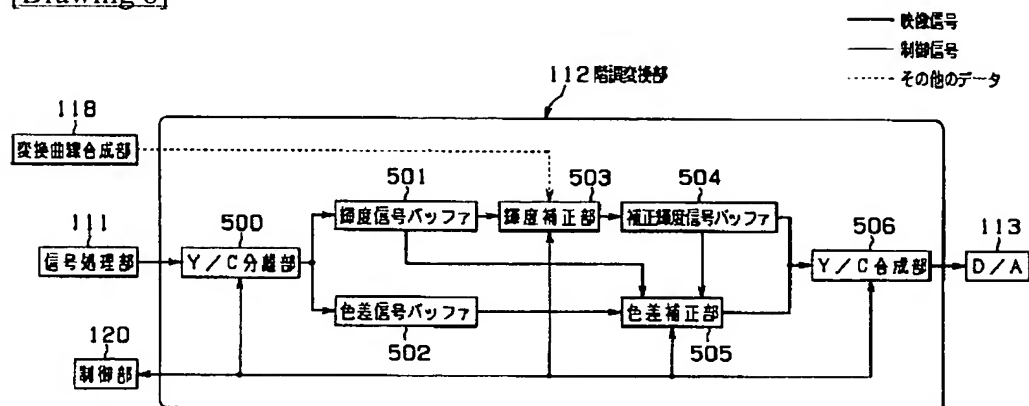 [Drawing 6]
映像信号
制御信号
その他のデータ
112階調変換部
118
変換曲線合成部
501
503
504
輝度信号バッファ
輝度補正部
補正輝度信号バッファ
111
500
506
113
信号処理部
Y/C分離部
Y/C合成部
D/A
色差信号バッファ
色差補正部
502
505
120
制御部